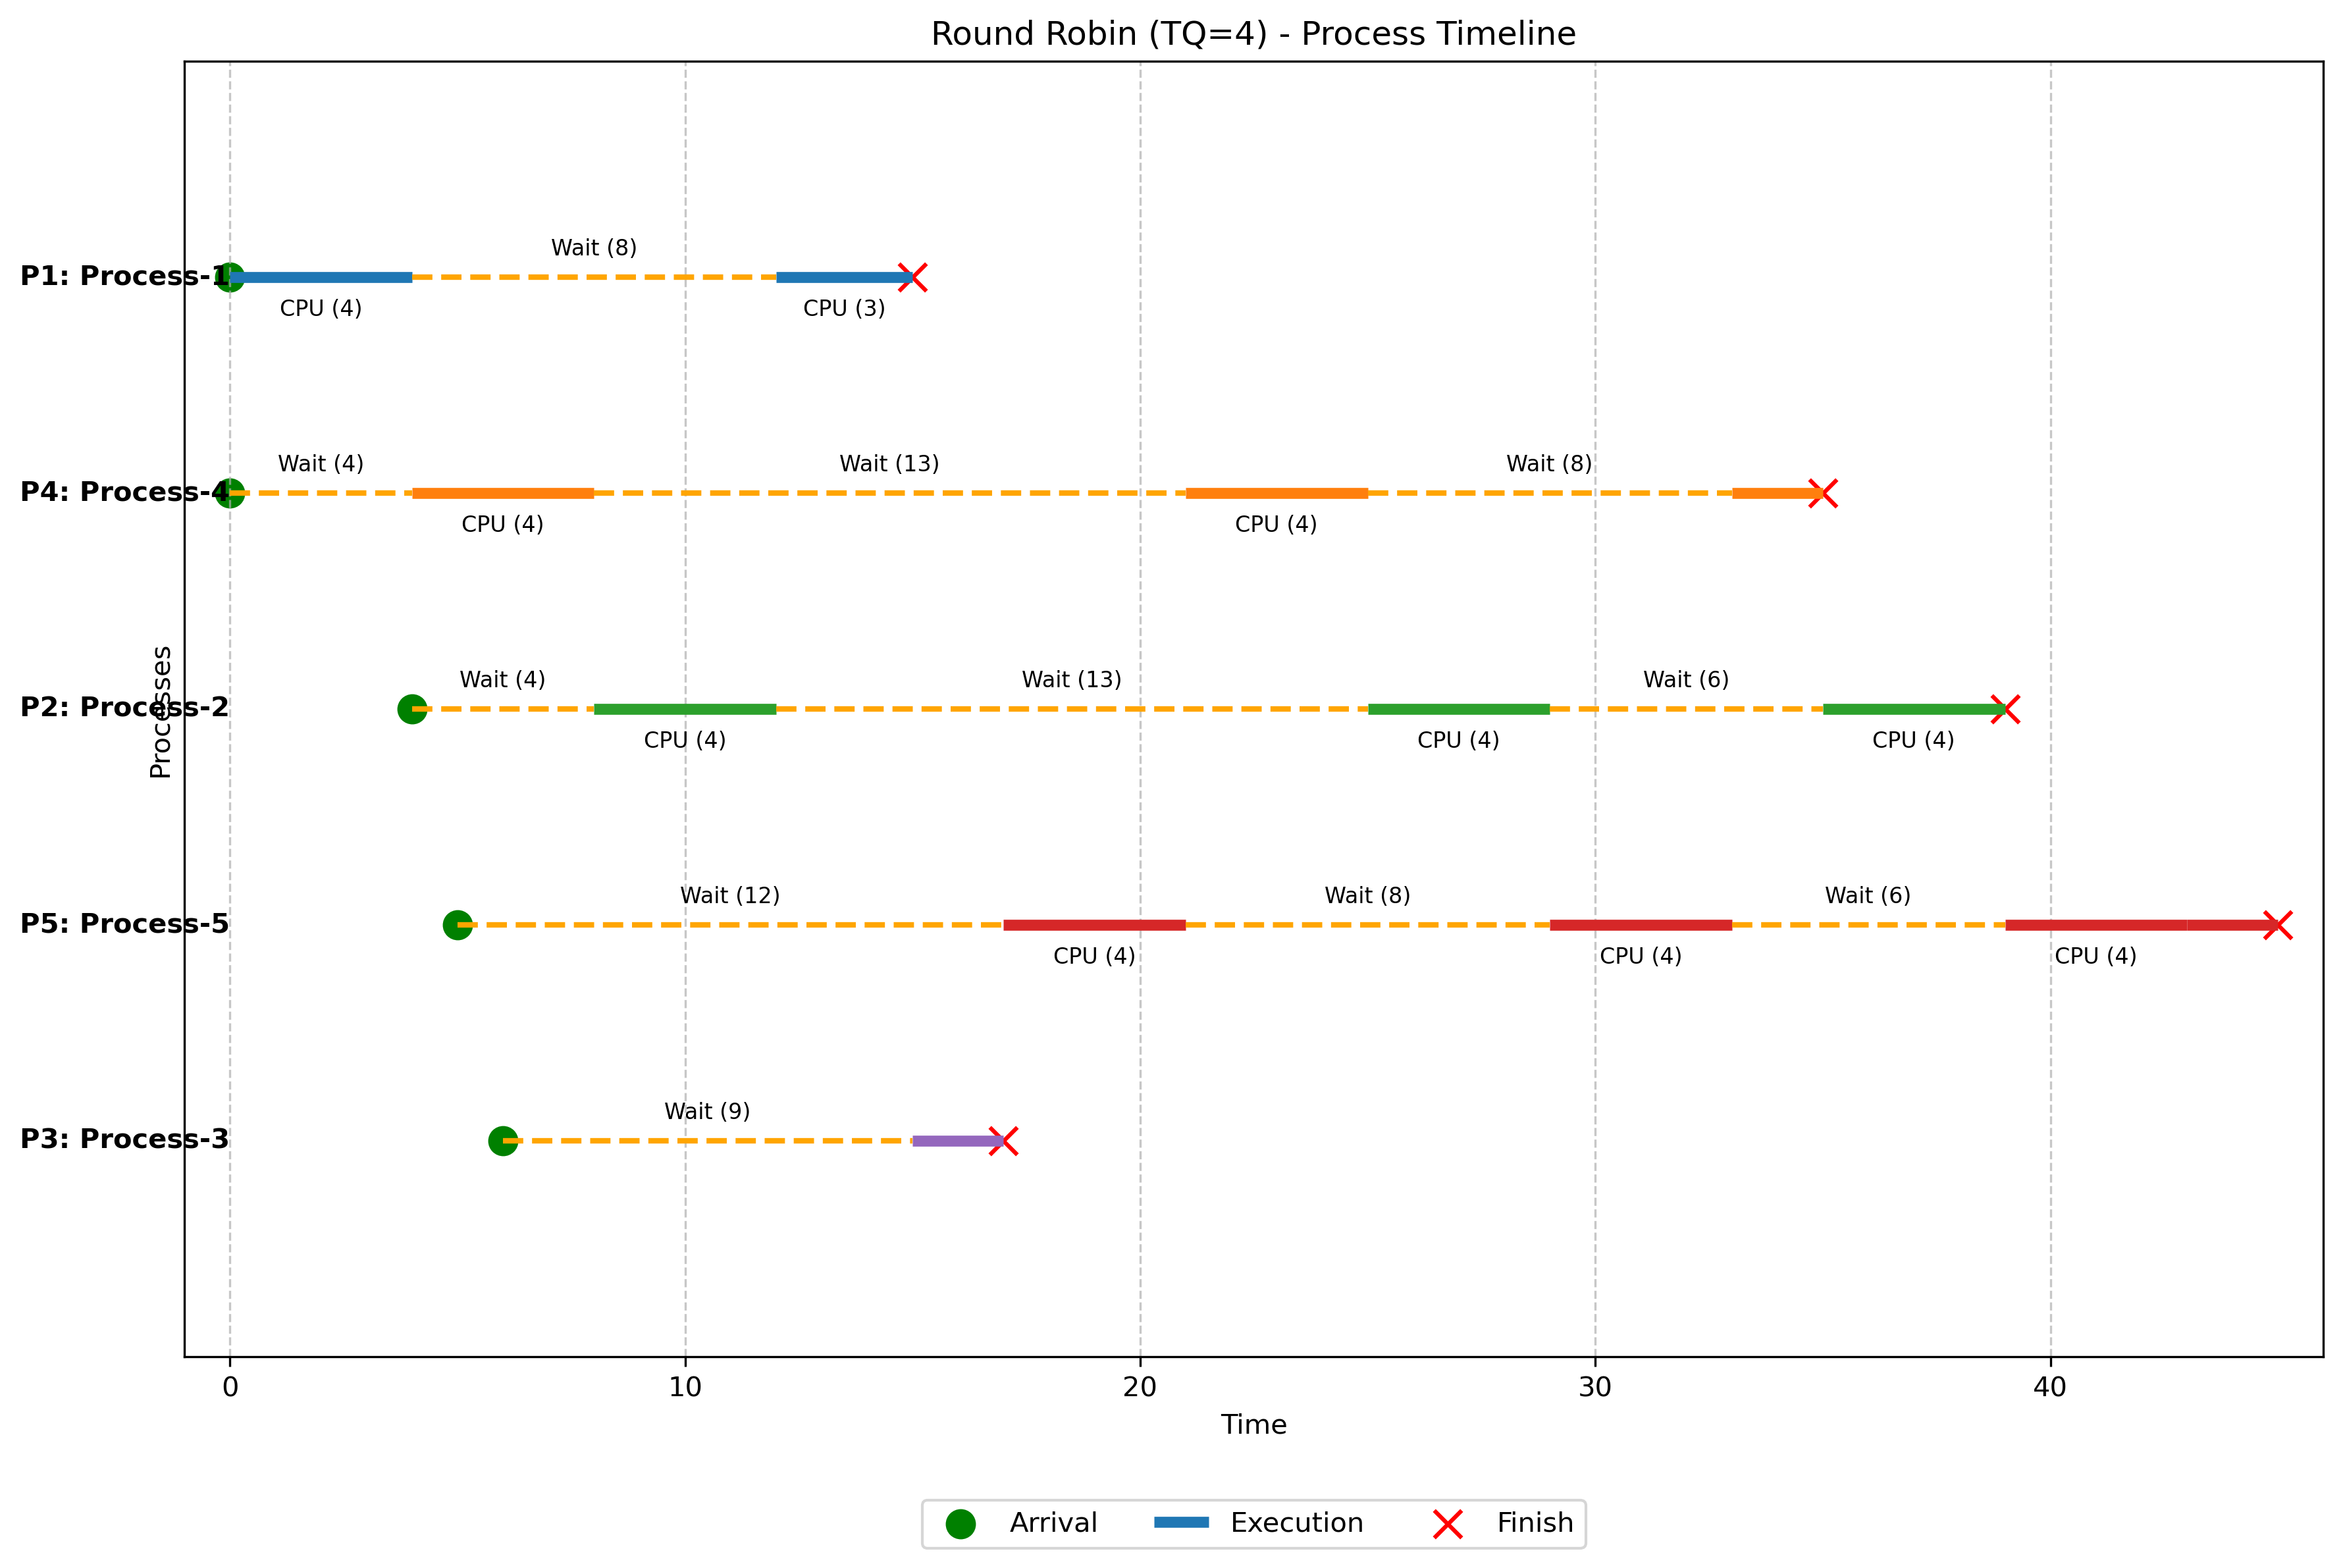 Round Robin (TQ=4) - Process Timeline
Wait (8)
P1: Process-1
CPU (4)
CPU (3)
Wait (4)
Wait (13)
Wait (8)
P4: Process-4
CPU (4)
CPU (4)
Wait (4)
Wait (13)
Wait (6)
P2: Process-2
Processes
CPU (4)
CPU (4)
CPU (4)
Wait (12)
Wait (8)
Wait (6)
P5: Process-5
CPU (4)
CPU (4)
CPU (4)
Wait (9)
P3: Process-3
0
10
20
30
40
Time
Arrival
Execution
Finish